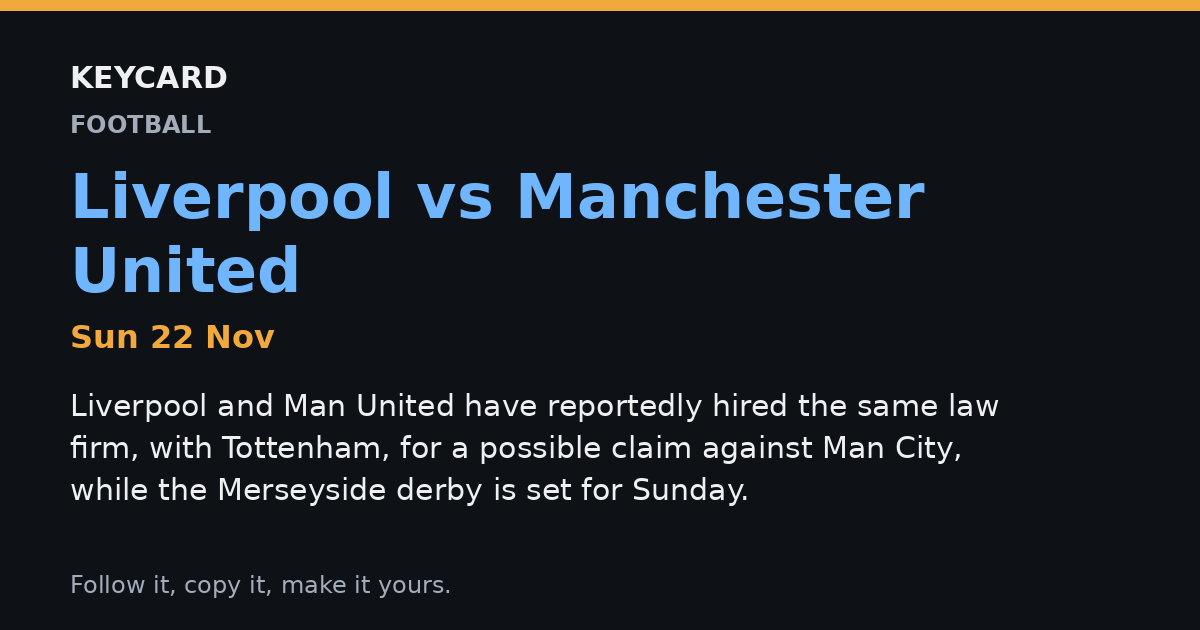 KEYCARD
FOOTBALL
Liverpool vs Manchester
United
Sun 22 Nov
Liverpool and Man United have reportedly hired the same law
firm, with Tottenham, for a possible claim against Man City,
while the Merseyside derby is set for Sunday.
Follow it, copy it, make it yours.